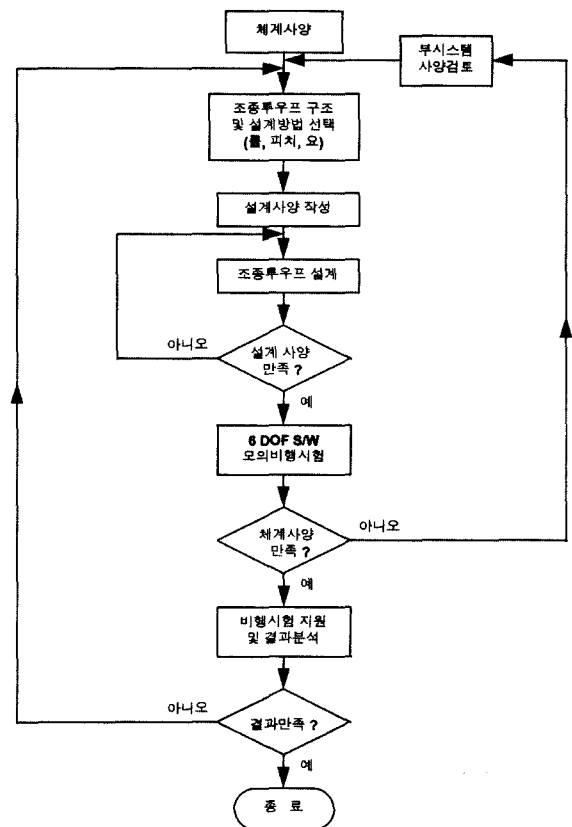 체계사양
부시스템
사양검토
조종루우프 구조
및 설계방법 선택
(롤, 피치, 요)
설계사양 작성
조종루우프 설계
아니오
설계 사양
만족 ?
예
6 DOF S/W
모의비행시험
체계사양
만족 ?
아니오
예
비행시험 지원
및 결과분석
아니오
결과만족 ?
예
종 료